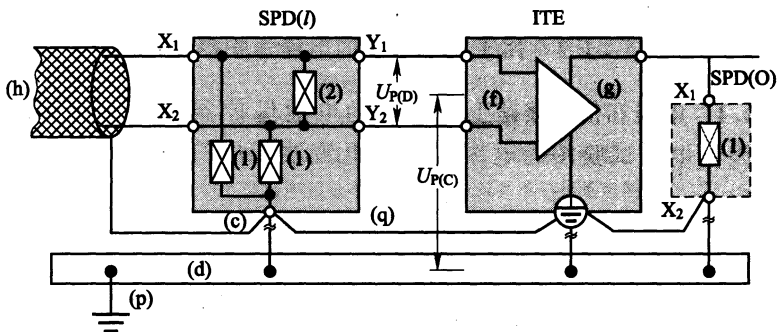 SPD(l) ITE
X1 Y1
SPD(O)
(h) (2) UP(D) (f) (g) X1
X2 Y2
(1) (1) (1)
UP(C)
X2
(c) (q)
(d)
(p)